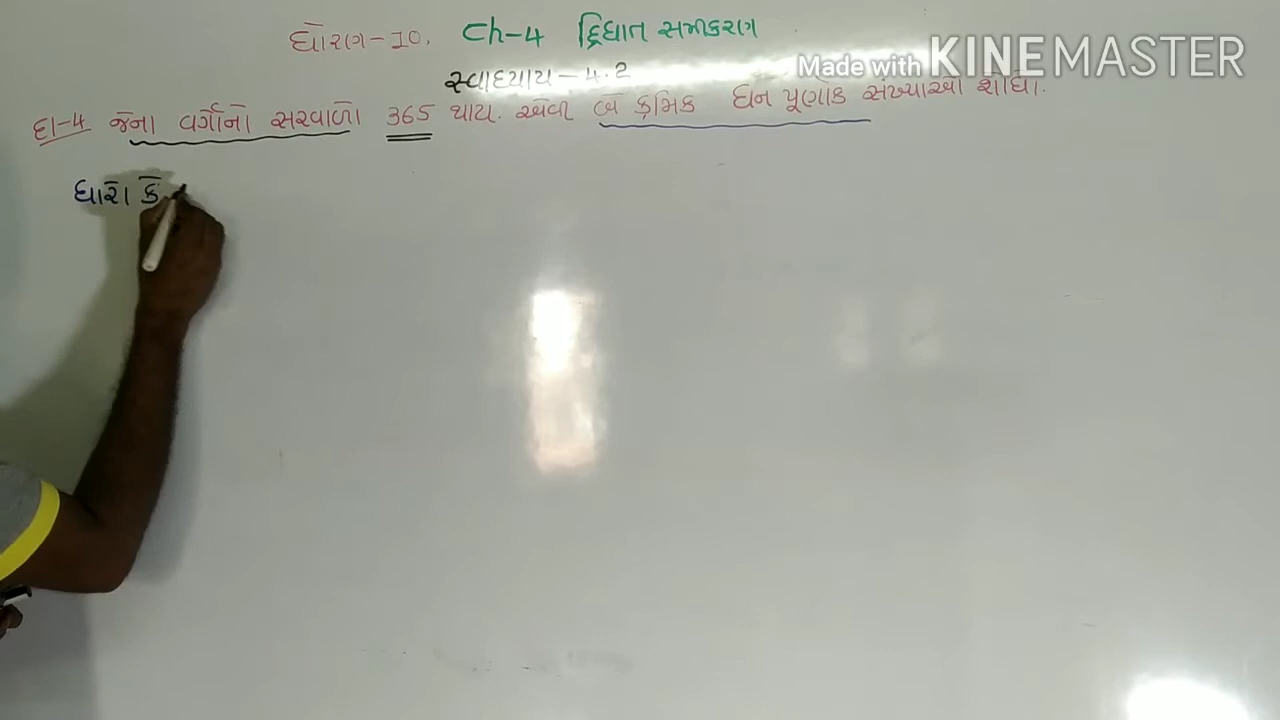 ધોરણ-10. Ch-4 દ્વિઘાત સમીકરણ
Made with KINEMASTER
સ્વાધ્યાય-4.2
દા-4 જેના વર્ગોનો સરવાળો 365 થાય. એવી બે ક્રમિક ધન પૂર્ણાંક સંખ્યાઓ શોધો.
ધારો કે